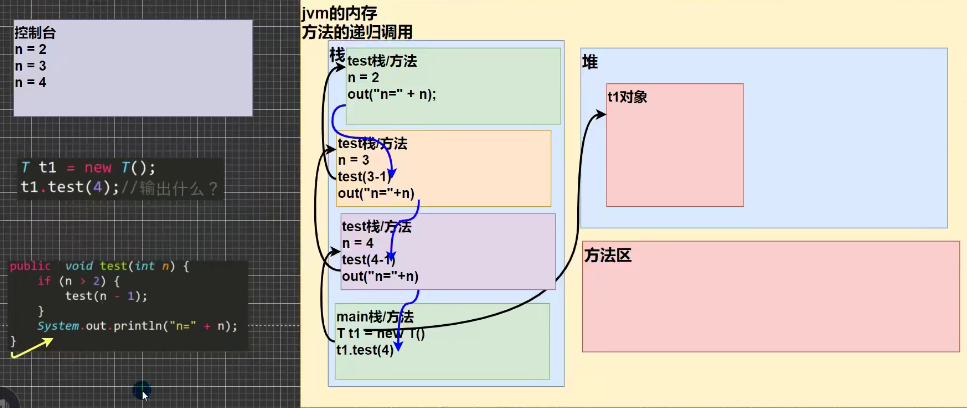 控制台
n = 2
n = 3
n = 4
T t1 = new T();
t1.test(4);//输出什么？
public void test(int n) {
if (n > 2) {
test(n - 1);
}
System.out.println("n=" + n);
}
jvm的内存
方法的递归调用
栈
test栈/方法
n = 2
out("n=" + n);
test栈/方法
n = 3
test(3-1)
out("n="+n)
test栈/方法
n = 4
test(4-1)
out("n="+n)
main栈/方法
T t1 = new T()
t1.test(4)
堆
t1对象
方法区